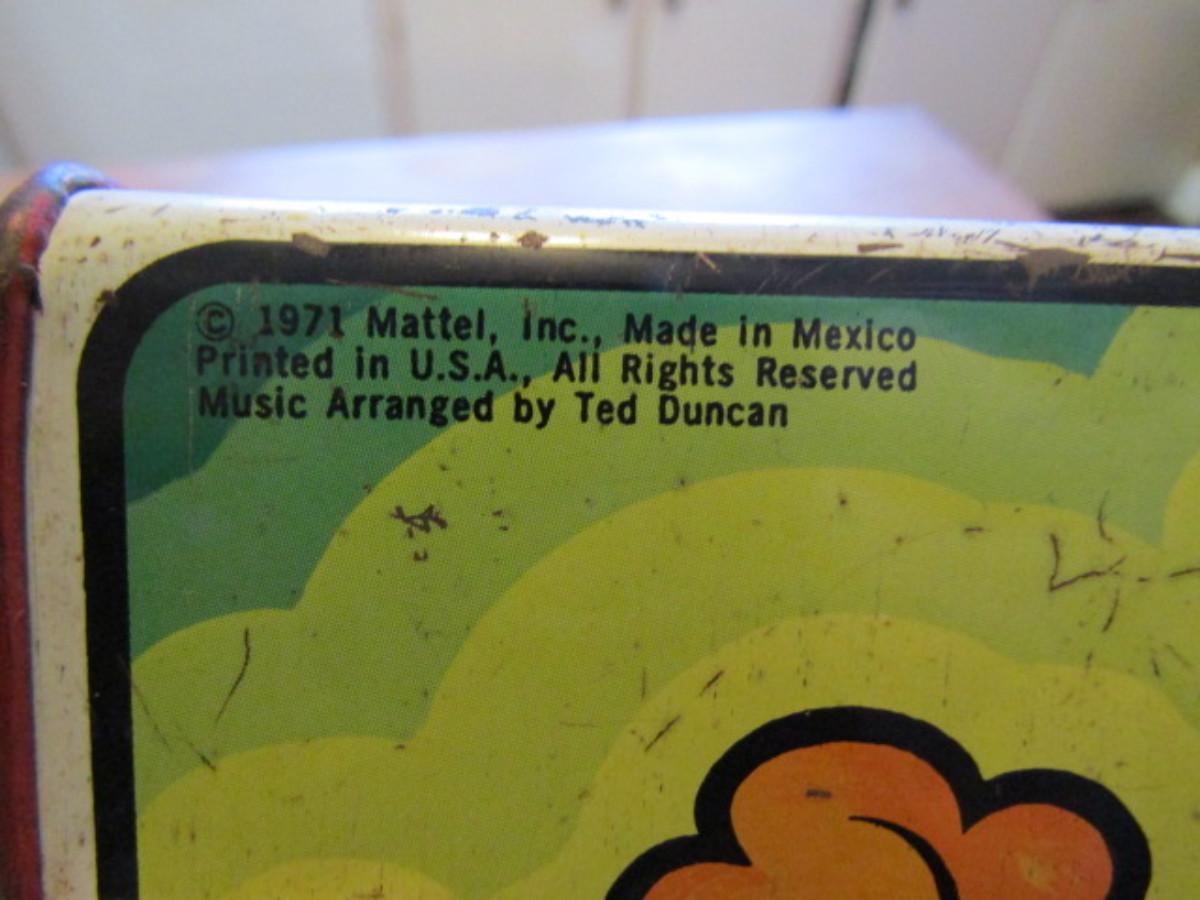 © 1971 Mattel, Inc., Made in Mexico
Printed in U.S.A., All Rights Reserved
Music Arranged by Ted Duncan